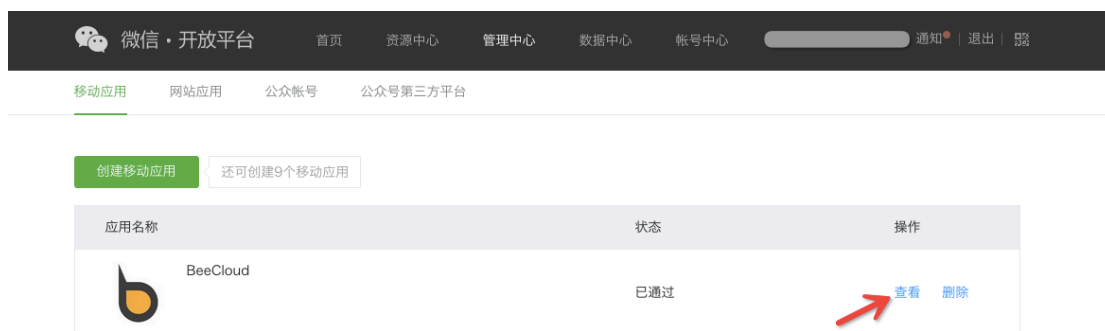 微信·开放平台 首页 资源中心 管理中心 数据中心 帐号中心 通知 | 退出 |
移动应用 网站应用 公众帐号 公众号第三方平台
创建移动应用 还可创建9个移动应用
应用名称 状态 操作
BeeCloud
已通过 查看 删除